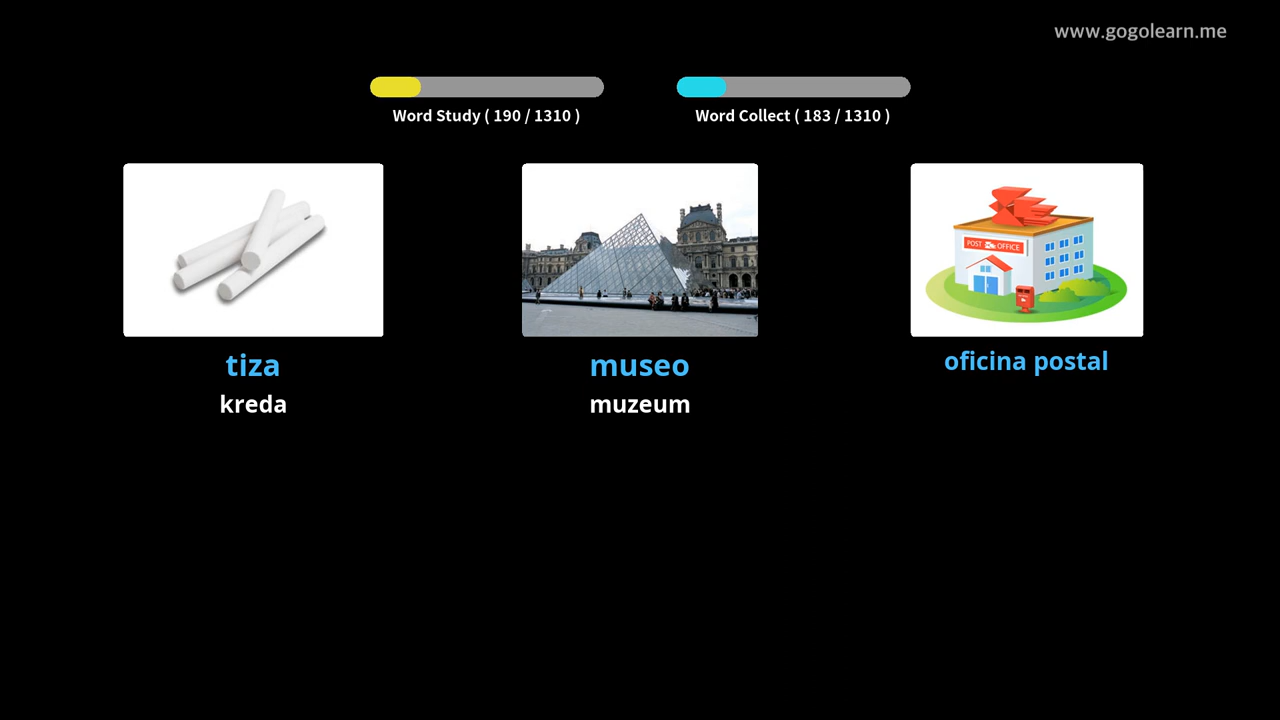 www.gogolearn.me
Word Study ( 190 / 1310 )
Word Collect ( 183 / 1310 )
POST OFFICE
tiza
museo
oficina postal
kreda
muzeum